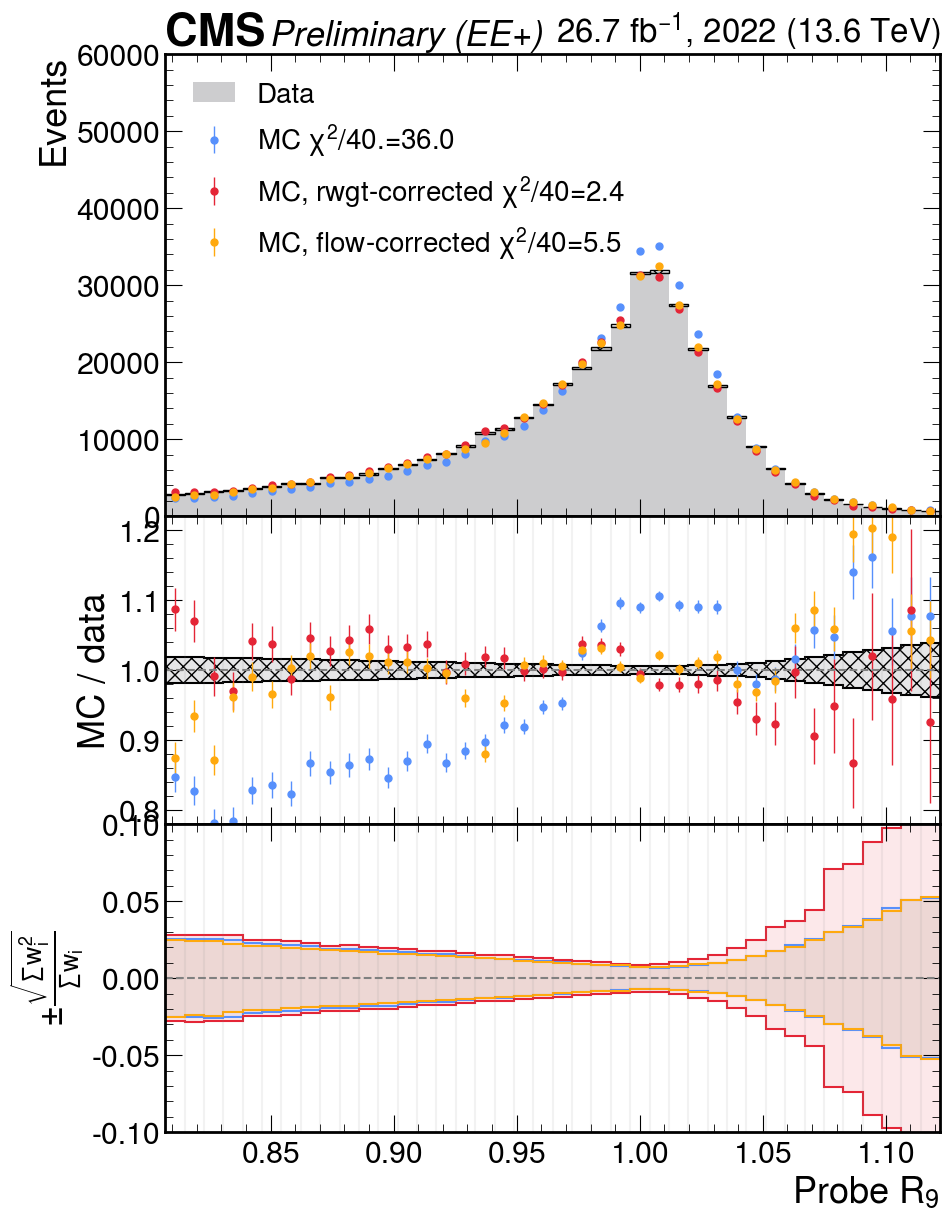 CMS Preliminary (EE+) 26.7 fb⁻¹, 2022 (13.6 TeV)
60000
Events
Data
50000
MC χ²/40.=36.0
MC, rwgt-corrected χ²/40=2.4
40000
MC, flow-corrected χ²/40=5.5
30000
20000
10000
0
1.2
1.1
MC / data
1.0
0.9
0.8
0.10
0.05
±√Σwᵢ²/Σwᵢ
0.00
-0.05
-0.10
0.85 0.90 0.95 1.00 1.05 1.10
Probe R₉